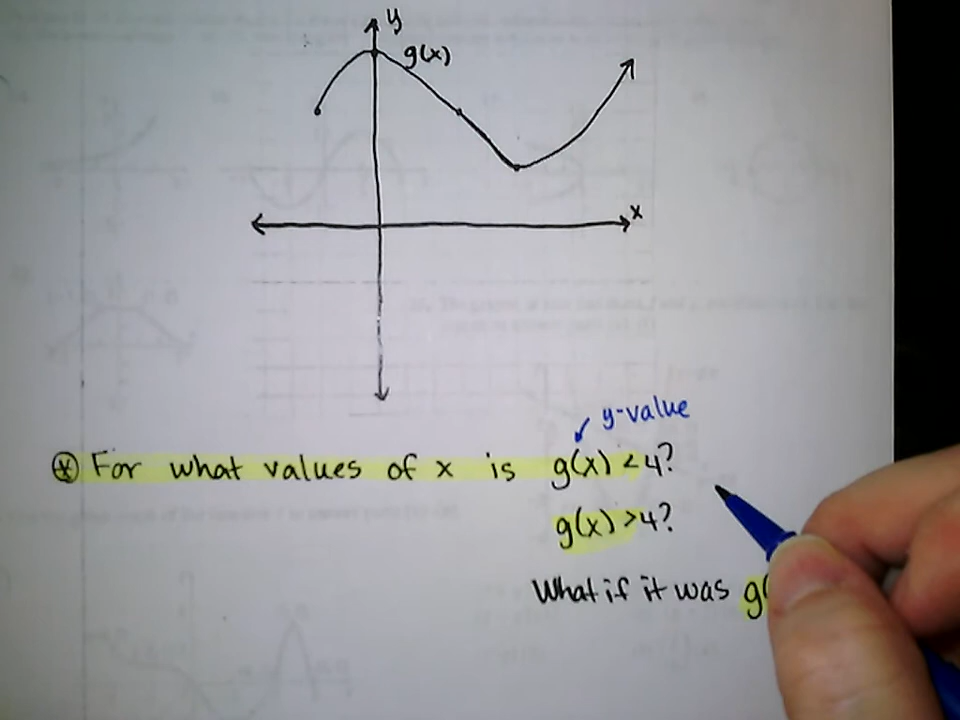 y
g(x)
x
y-value
* For what values of x is g(x) < 4?
g(x) > 4?
What if it was g(